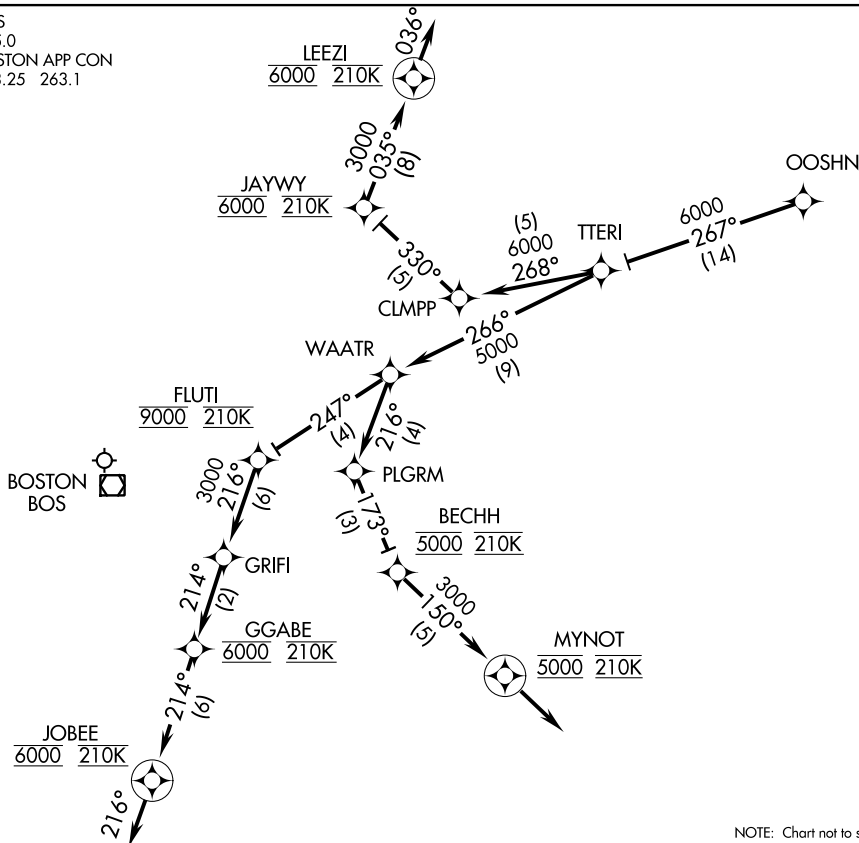 STON APP CON
263.1
LEEZI
6000 210K
036°
3000
035°
(8)
JAYWY
6000 210K
330°
(5)
CLMPP
(5)
6000
268°
TTERI
OOSHN
6000
267°
(14)
266°
5000
(9)
WAATR
FLUTI
9000 210K
247°
(4)
216°
(4)
BOSTON
BOS
3000
216°
(6)
PLGRM
173°
(3)
BECHH
5000 210K
GRIFI
214°
(2)
GGABE
6000 210K
3000
150°
(5)
MYNOT
5000 210K
214°
(6)
JOBEE
6000 210K
216°
NOTE: Chart not to s